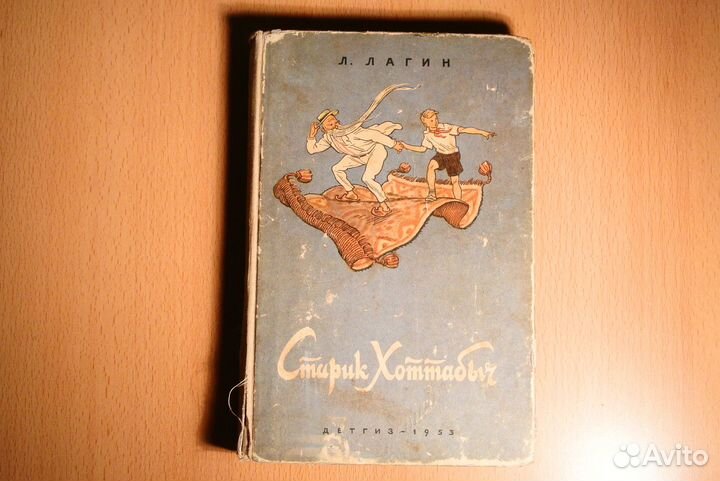 Л. ЛАГИН
Старик Хоттабыч
ДЕТГИЗ – 1953
Avito